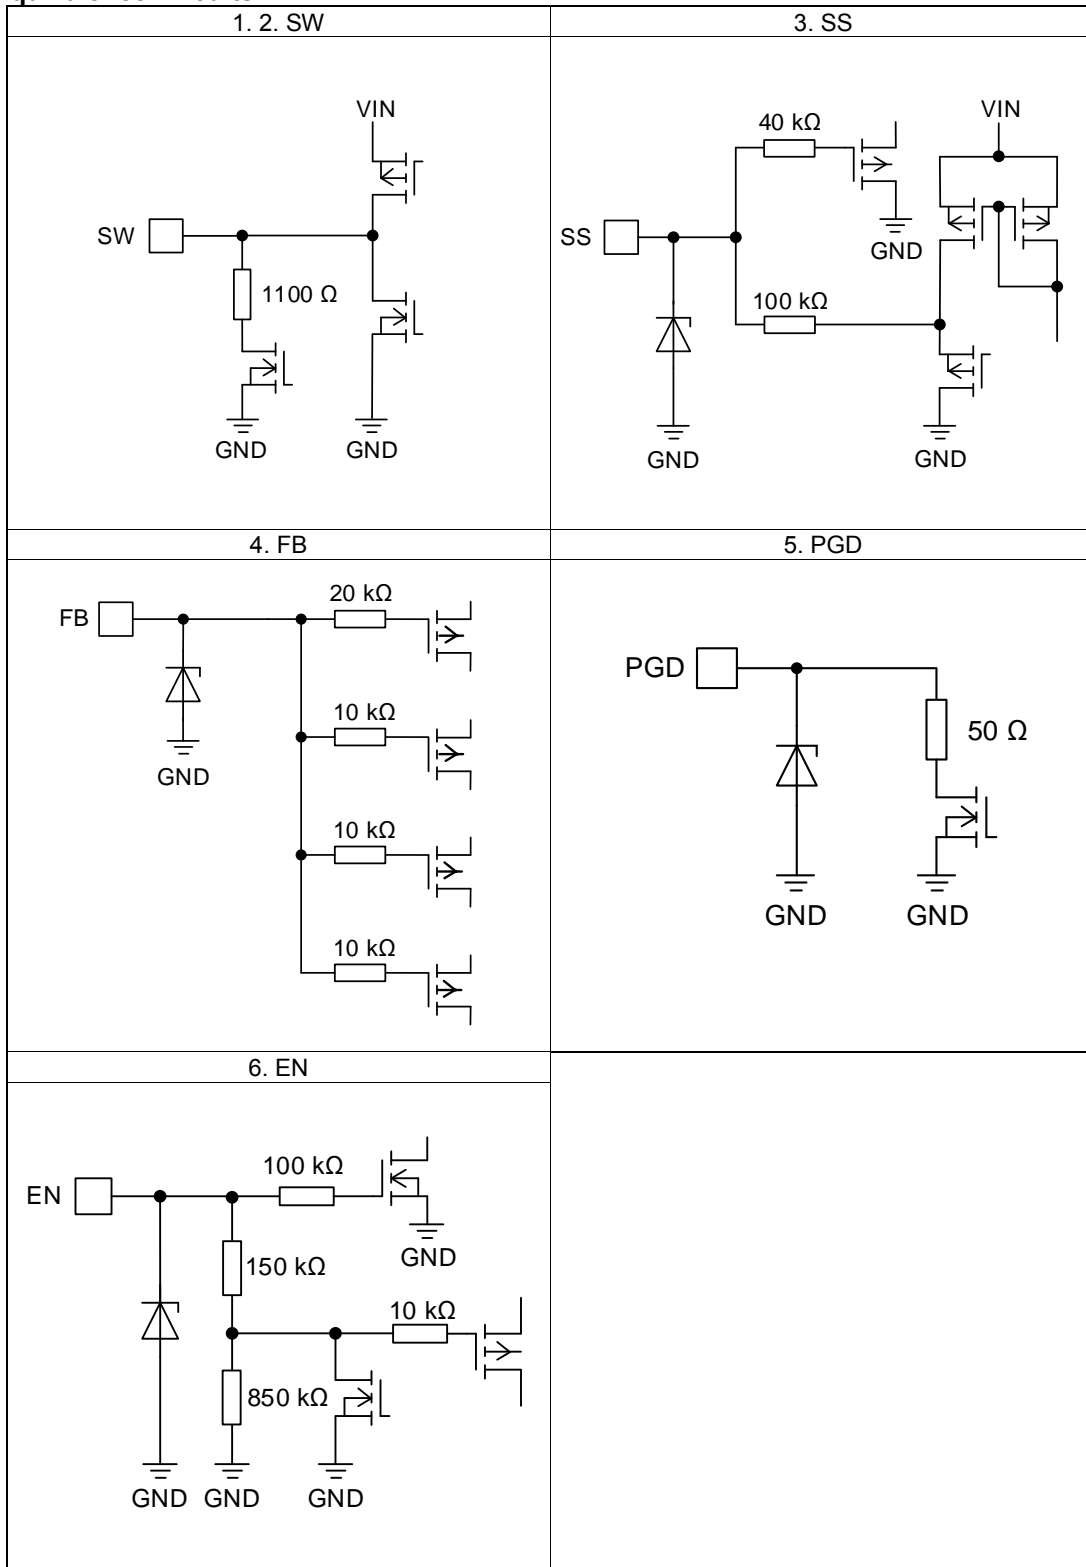 1. 2. SW
VIN
SW
1100 Ω
GND
GND
3. SS
VIN
40 kΩ
SS
GND
100 kΩ
GND
GND
4. FB
20 kΩ
FB
10 kΩ
GND
10 kΩ
10 kΩ
5. PGD
PGD
50 Ω
GND
GND
6. EN
100 kΩ
EN
GND
150 kΩ
10 kΩ
850 kΩ
GND
GND
GND